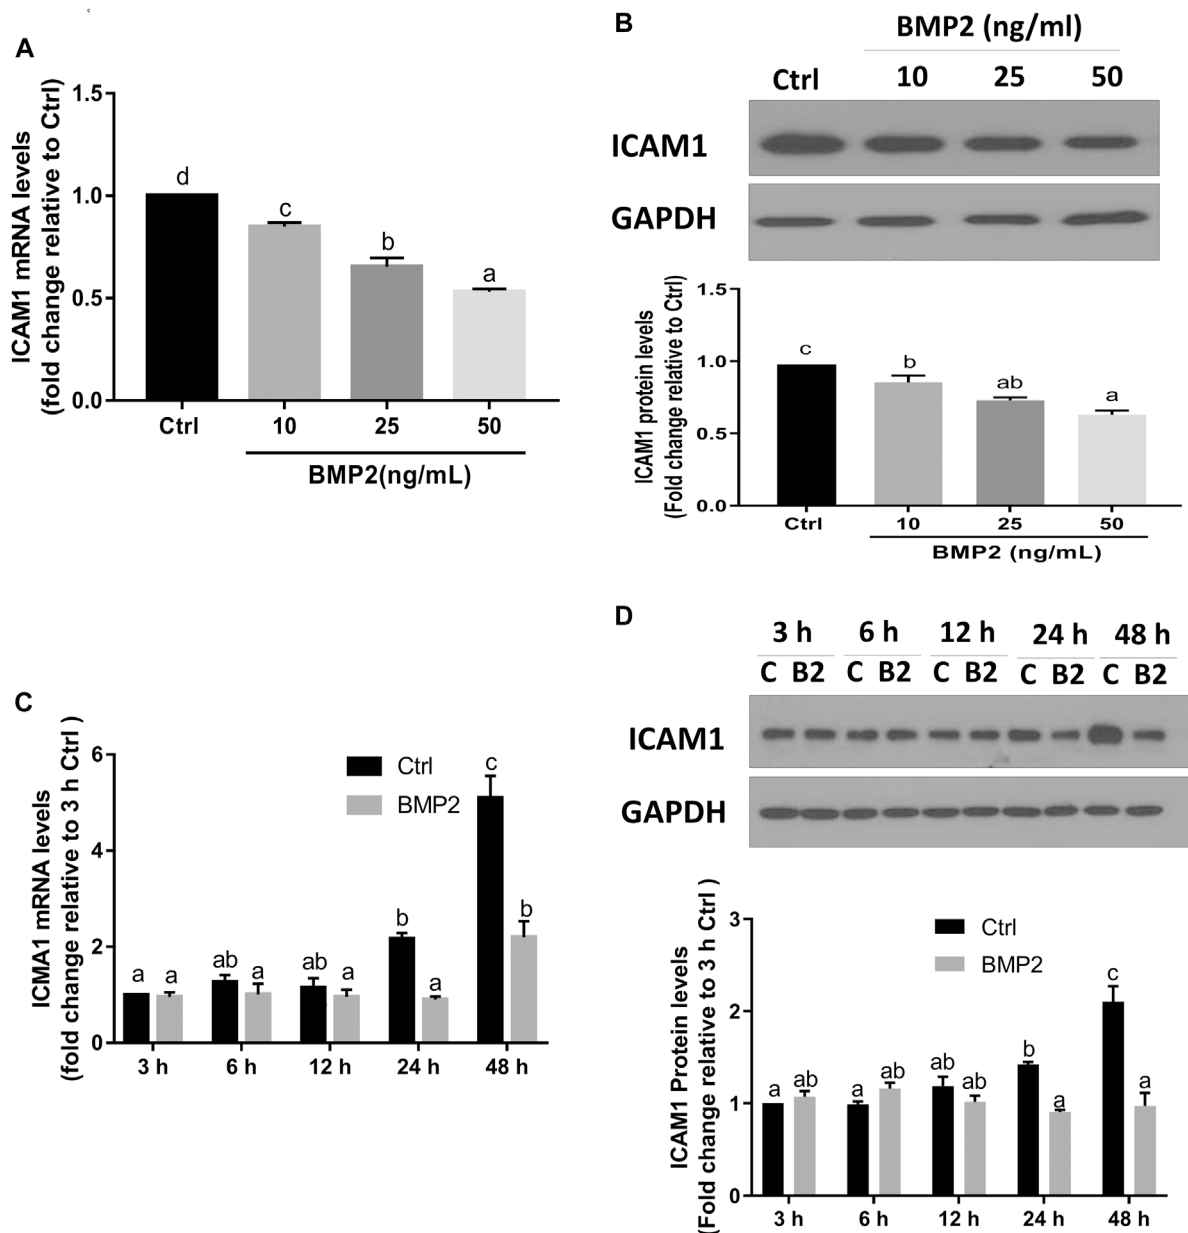 A
ICAM1 mRNA levels
(fold change relative to Ctrl)
1.5
1.0
0.5
0.0
d
c
b
a
Ctrl 10 25 50
BMP2(ng/mL)
B
BMP2 (ng/ml)
Ctrl 10 25 50
ICAM1
GAPDH
ICAM1 protein levels
(Fold change relative to Ctrl)
1.5
1.0
0.5
0.0
c
b
ab
a
Ctrl 10 25 50
BMP2 (ng/mL)
C
ICMA1 mRNA levels
(fold change relative to 3 h Ctrl )
6
4
2
0
Ctrl
BMP2
a a ab a ab a b a c b
3 h 6 h 12 h 24 h 48 h
D
3 h 6 h 12 h 24 h 48 h
C B2 C B2 C B2 C B2 C B2
ICAM1
GAPDH
ICAM1 Protein levels
(Fold change relative to 3 h Ctrl )
3
2
1
0
Ctrl
BMP2
a ab a ab ab ab b a c a
3 h 6 h 12 h 24 h 48 h